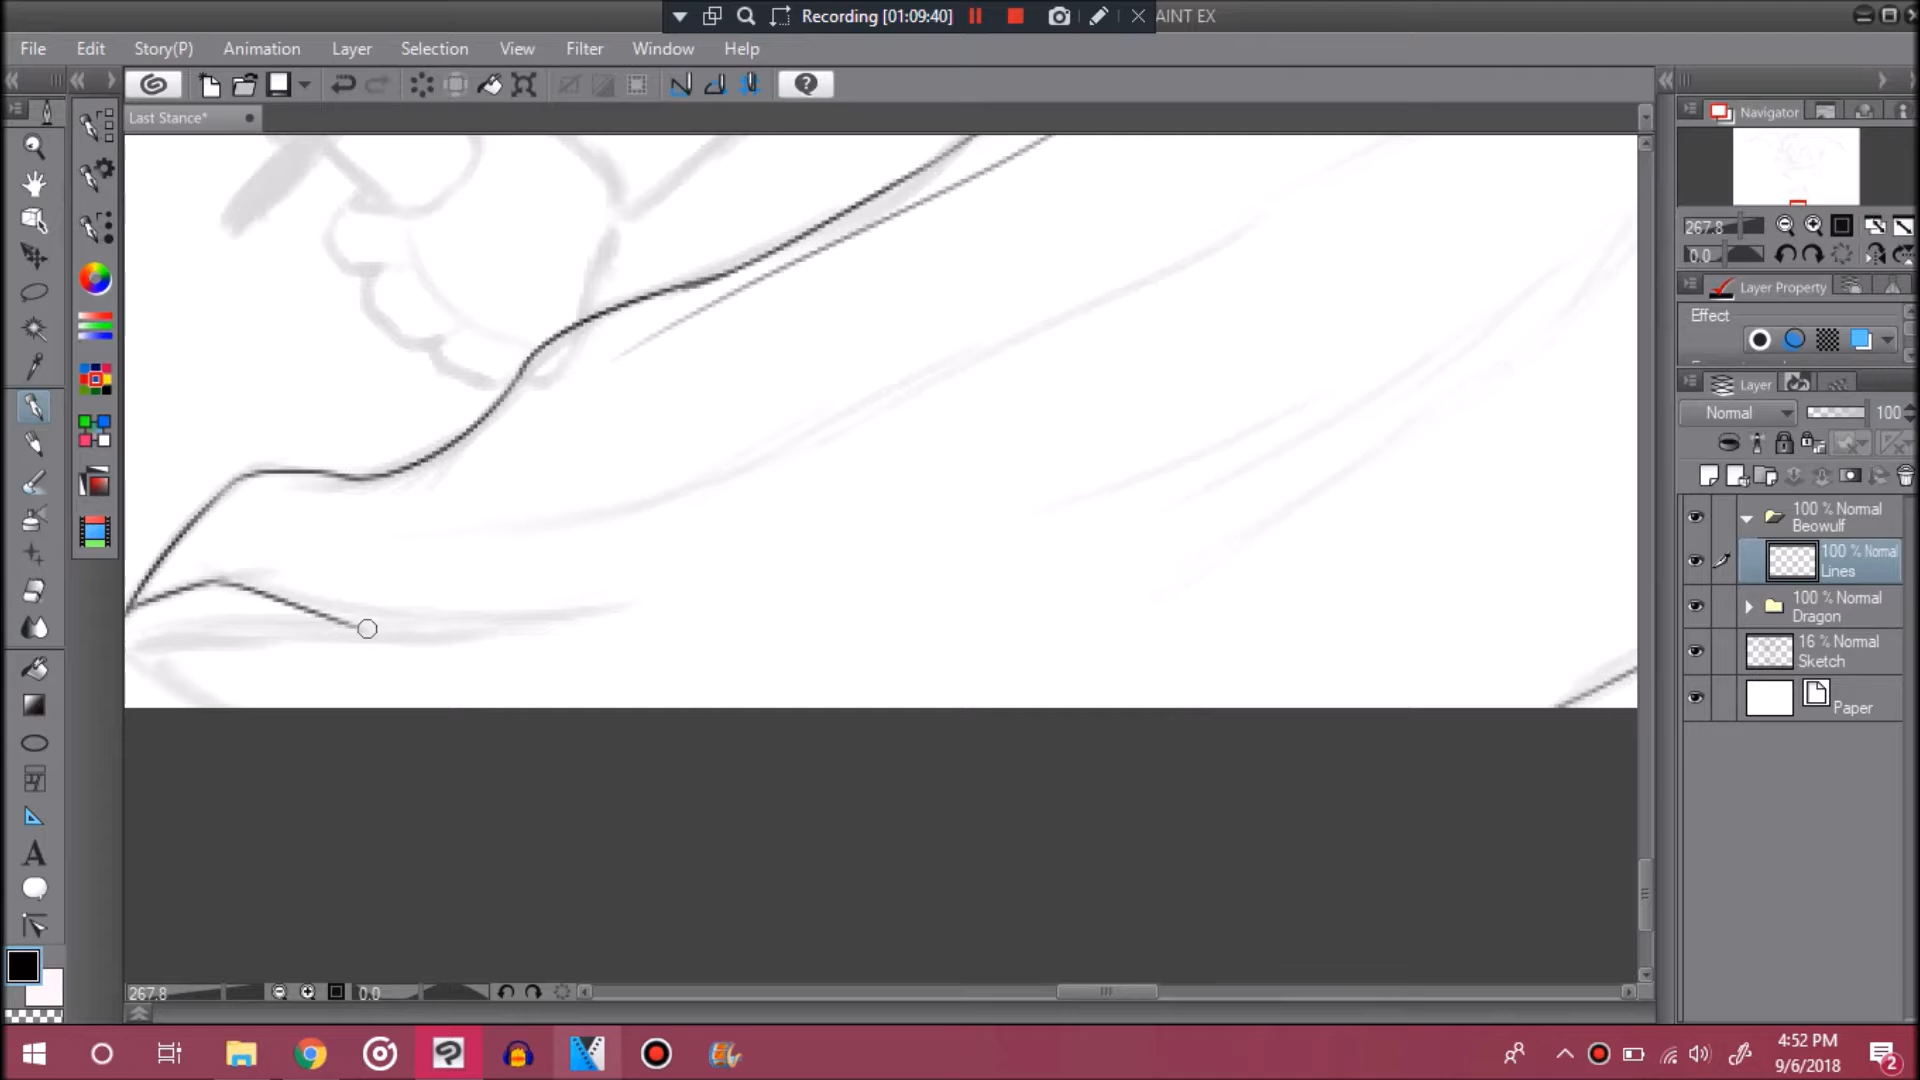 Recording [01:09:40]
AINT EX
File Edit Story(P) Animation Layer Selection View Filter Window Help
Last Stance*
Navigator
267.8
0.0
Layer Property
Effect
Layer
Normal 100
100 % Normal
Beowulf
100 % Normal
Lines
100 % Normal
Dragon
16 % Normal
Sketch
Paper
267.8 0.0
4:52 PM
9/6/2018
2